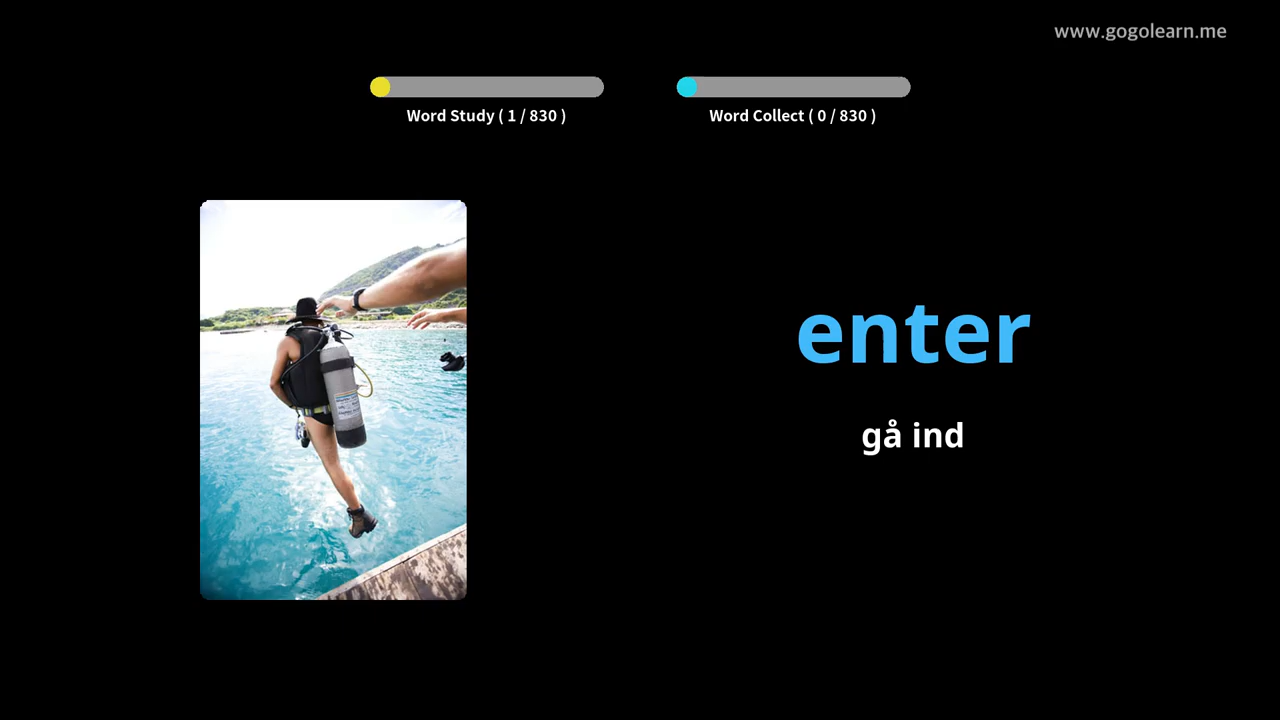 www.gogolearn.me
Word Study ( 1 / 830 )
Word Collect ( 0 / 830 )
enter
gå ind